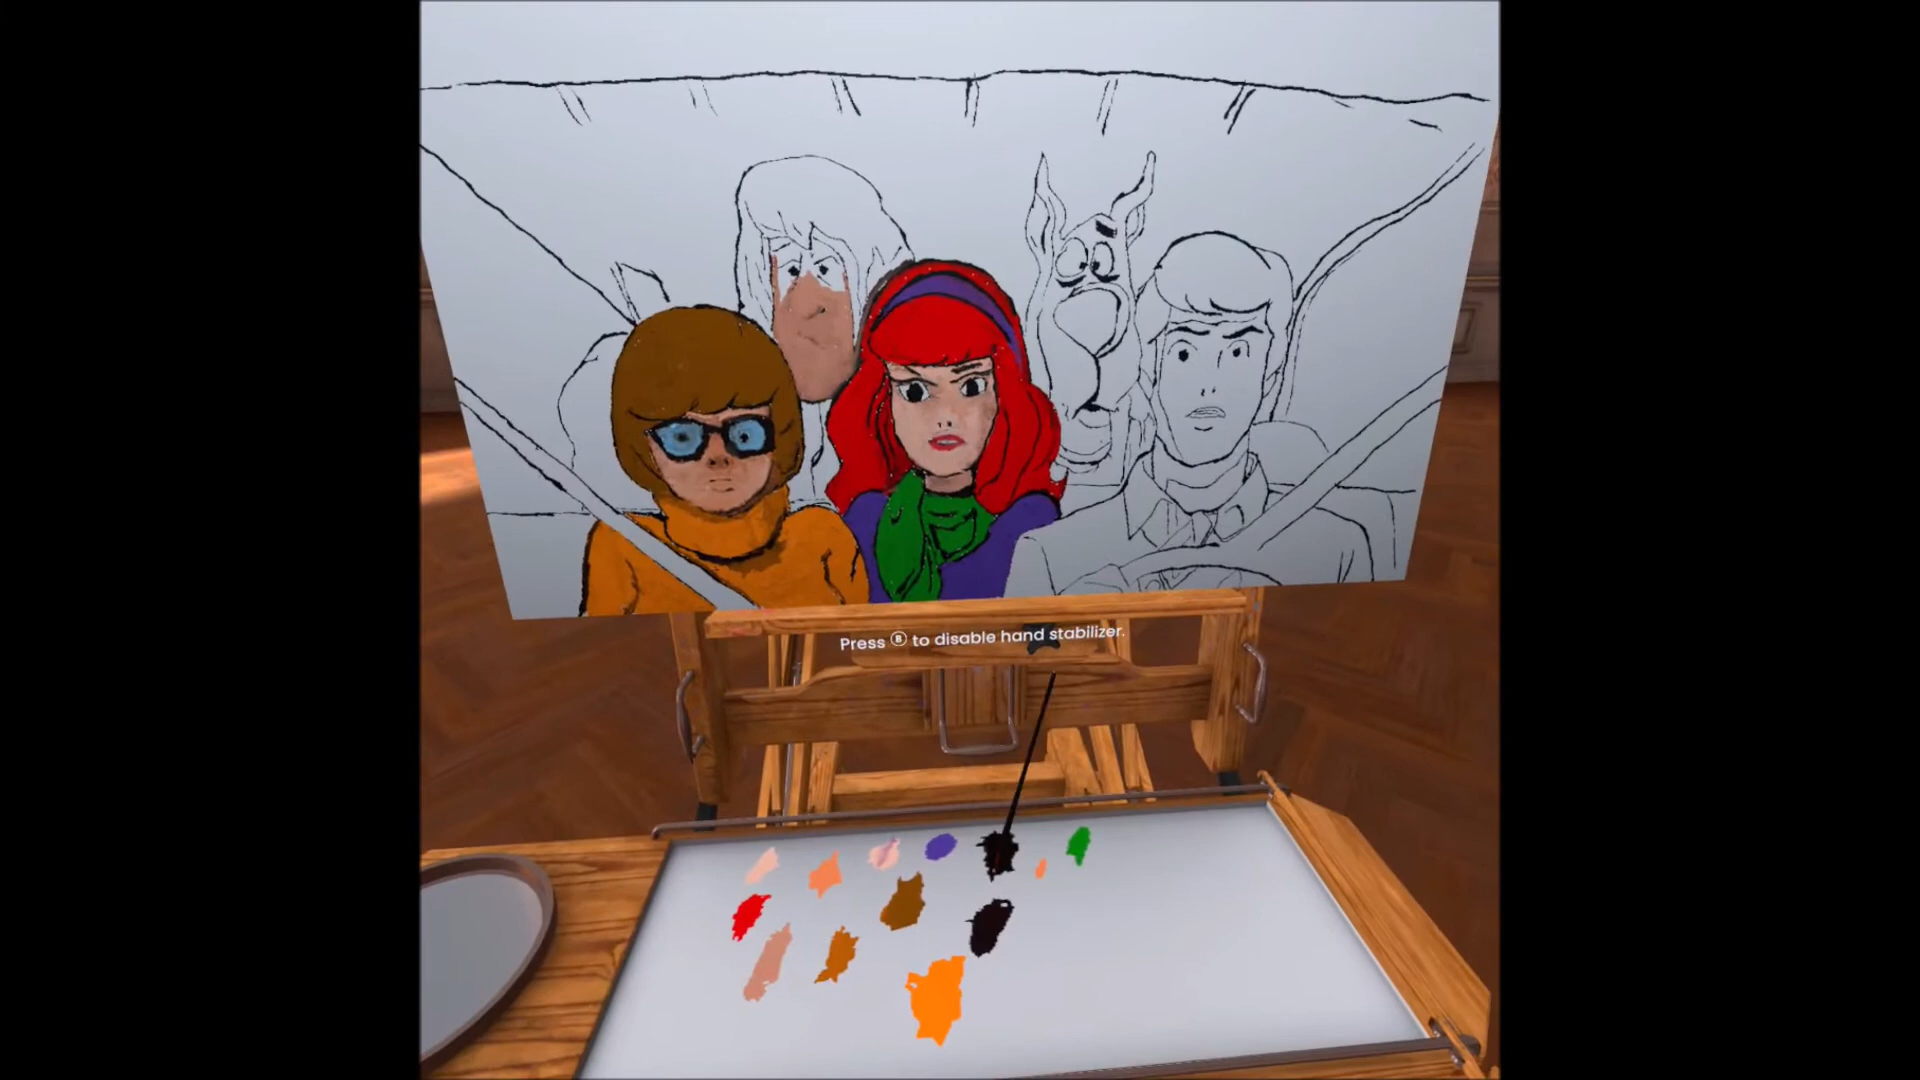 Press Ⓑ to disable hand stabilizer.